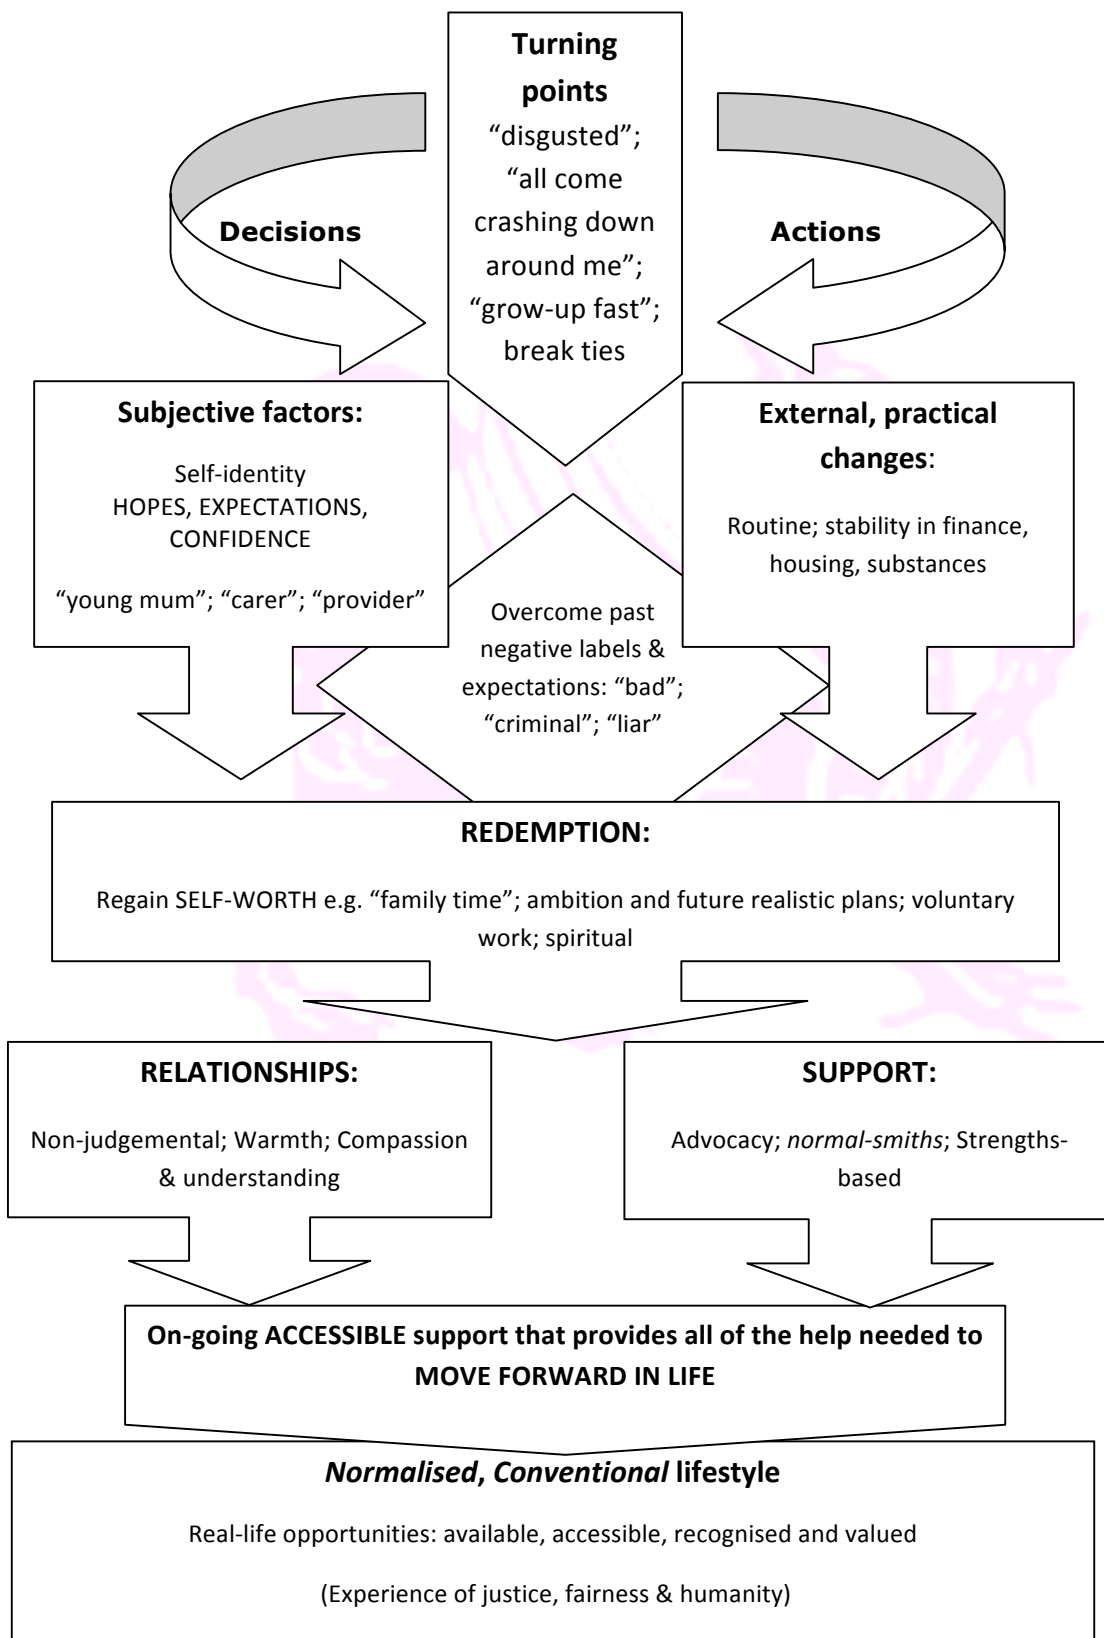 Turning
points
“disgusted”;
“all come
crashing down
around me”;
“grow-up fast”;
break ties
Decisions
Actions
Subjective factors:
Self-identity
HOPES, EXPECTATIONS,
CONFIDENCE
“young mum”; “carer”; “provider”
External, practical
changes:
Routine; stability in finance,
housing, substances
Overcome past
negative labels &
expectations: “bad”;
“criminal”; “liar”
REDEMPTION:
Regain SELF-WORTH e.g. “family time”; ambition and future realistic plans; voluntary
work; spiritual
RELATIONSHIPS:
Non-judgemental; Warmth; Compassion
& understanding
SUPPORT:
Advocacy; normal-smiths; Strengths-
based
On-going ACCESSIBLE support that provides all of the help needed to
MOVE FORWARD IN LIFE
Normalised, Conventional lifestyle
Real-life opportunities: available, accessible, recognised and valued
(Experience of justice, fairness & humanity)